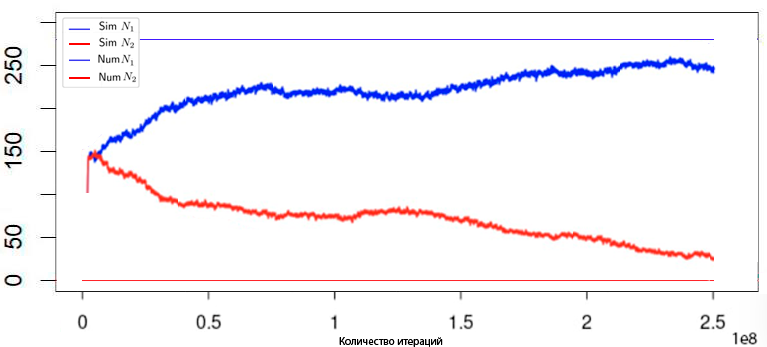 Sim N₁
Sim N₂
Num N₁
Num N₂
250
150
50
0
0 0.5 1 1.5 2 2.5
1e8
Количество итераций